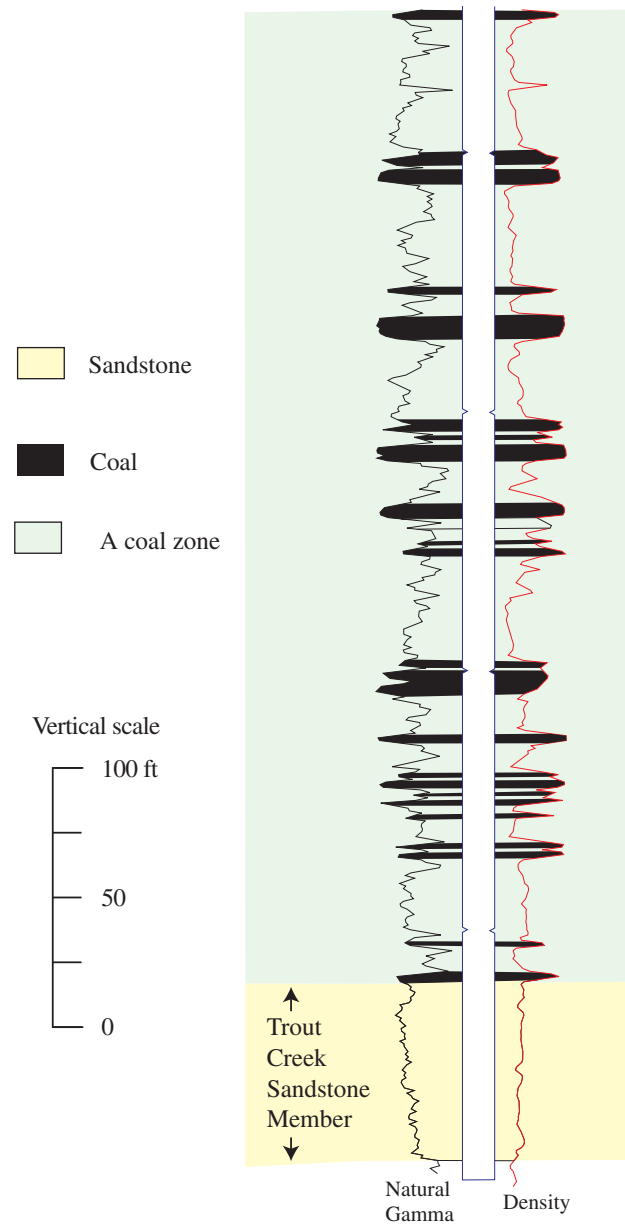 Sandstone
Coal
A coal zone
Vertical scale
100 ft
50
0
Trout
Creek
Sandstone
Member
Natural
Gamma
Density